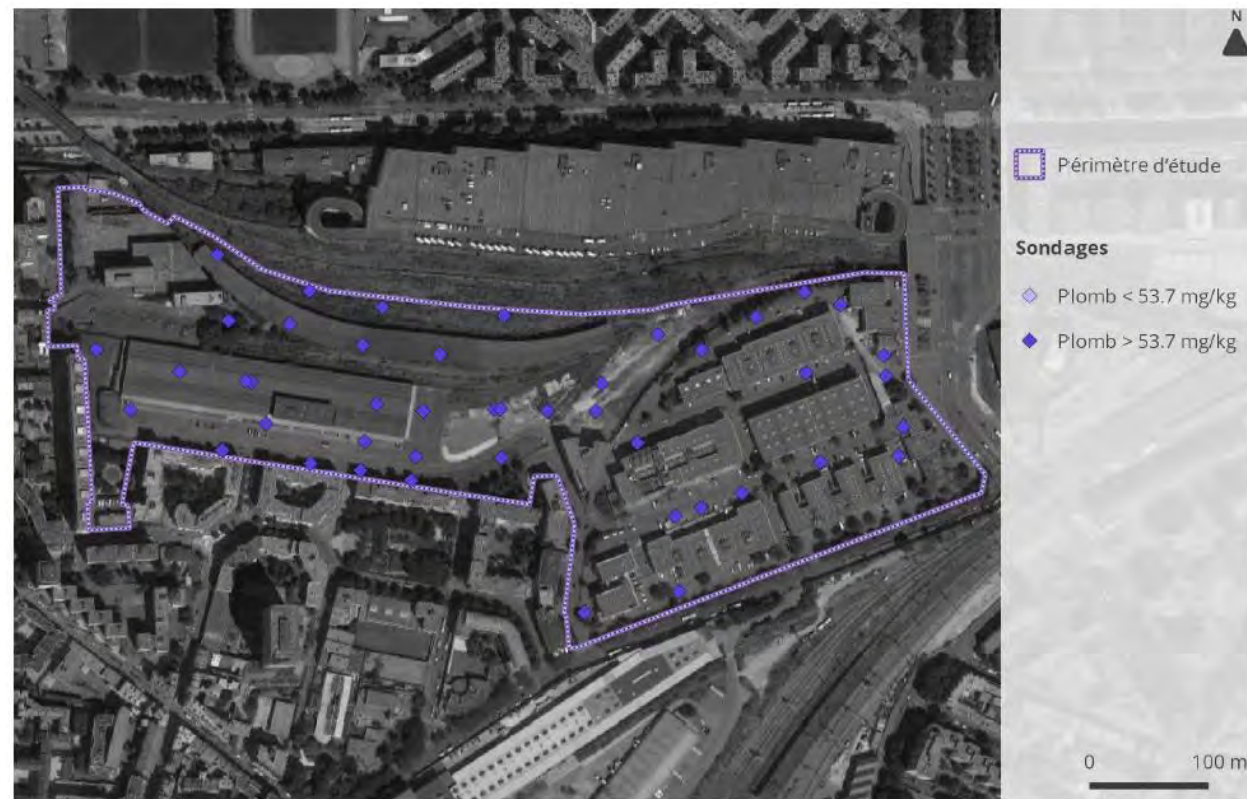 N
Périmètre d'étude
Sondages
Plomb < 53.7 mg/kg
Plomb > 53.7 mg/kg
0 100 m